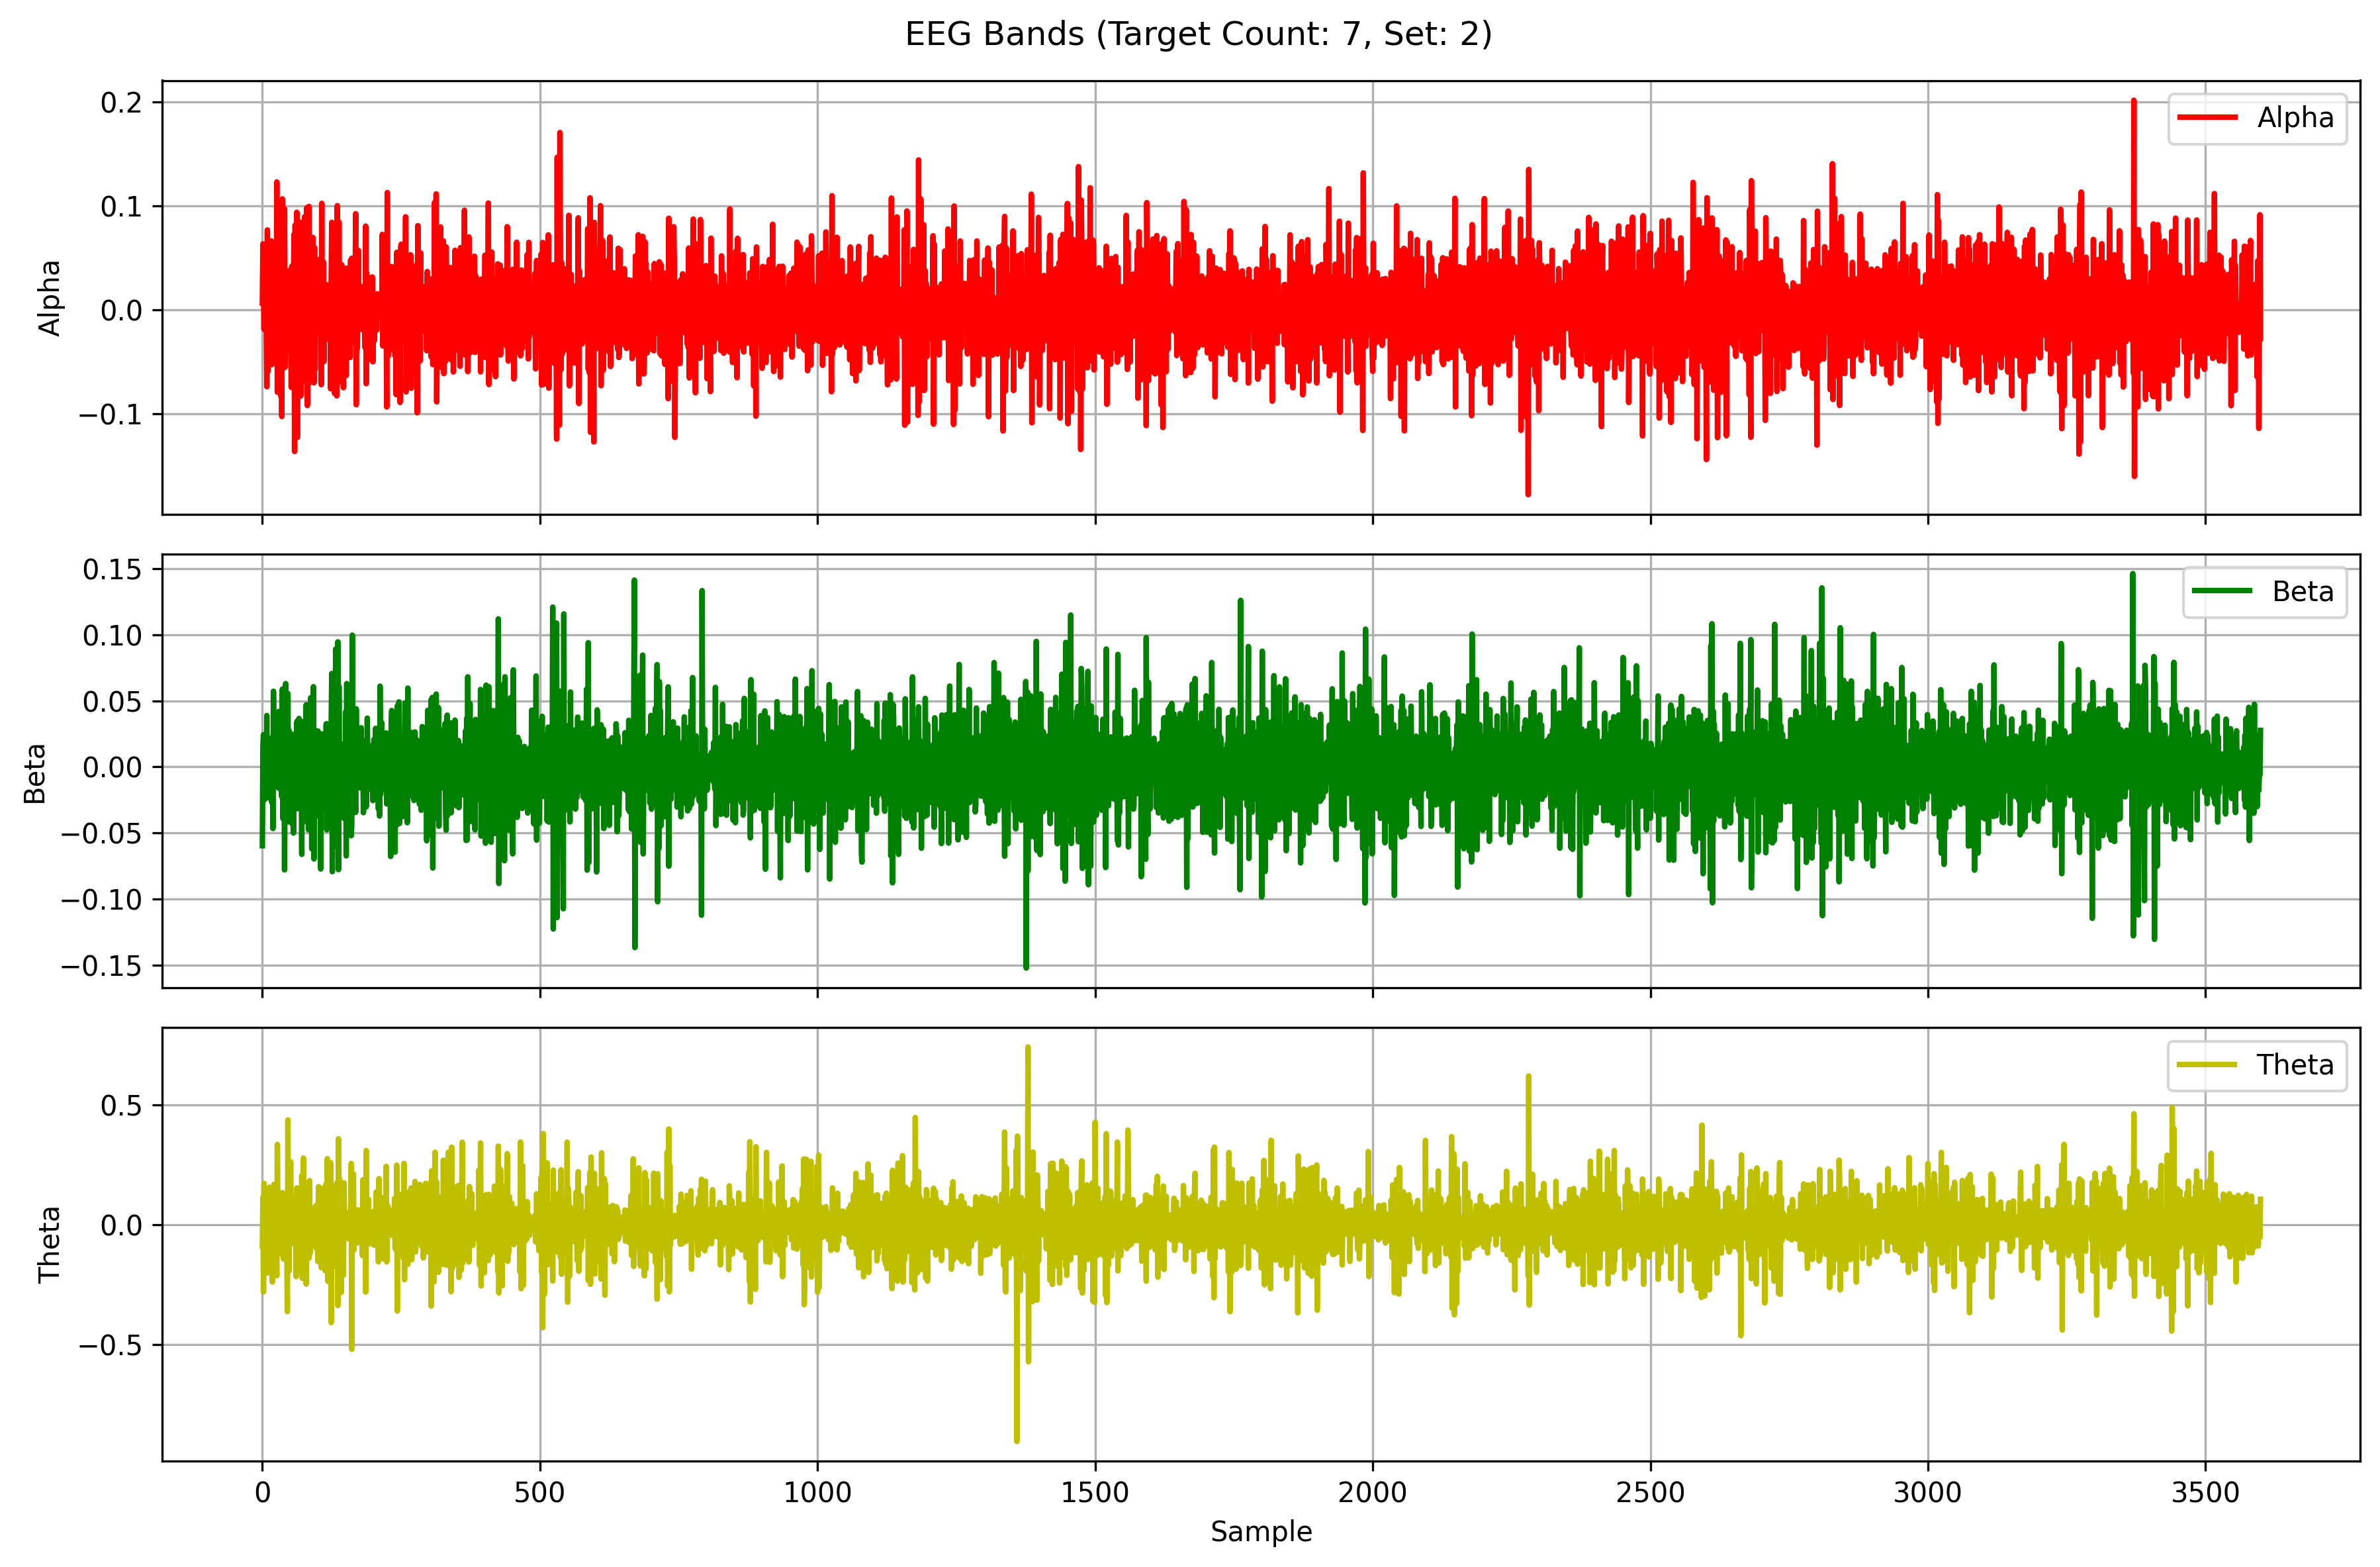 EEG Bands (Target Count: 7, Set: 2)
0.2
0.1
0.0
−0.1
Alpha
Alpha
0.15
0.10
0.05
0.00
−0.05
−0.10
−0.15
Beta
Beta
0.5
0.0
−0.5
Theta
Theta
0 500 1000 1500 2000 2500 3000 3500
Sample